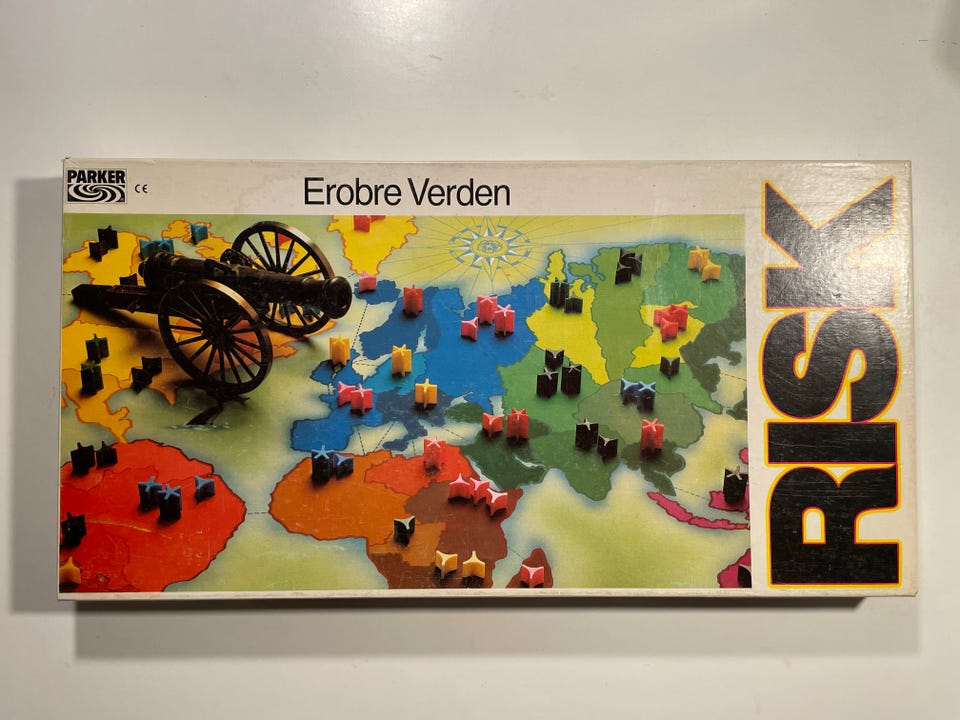 PARKER
CE
Erobre Verden
RISK